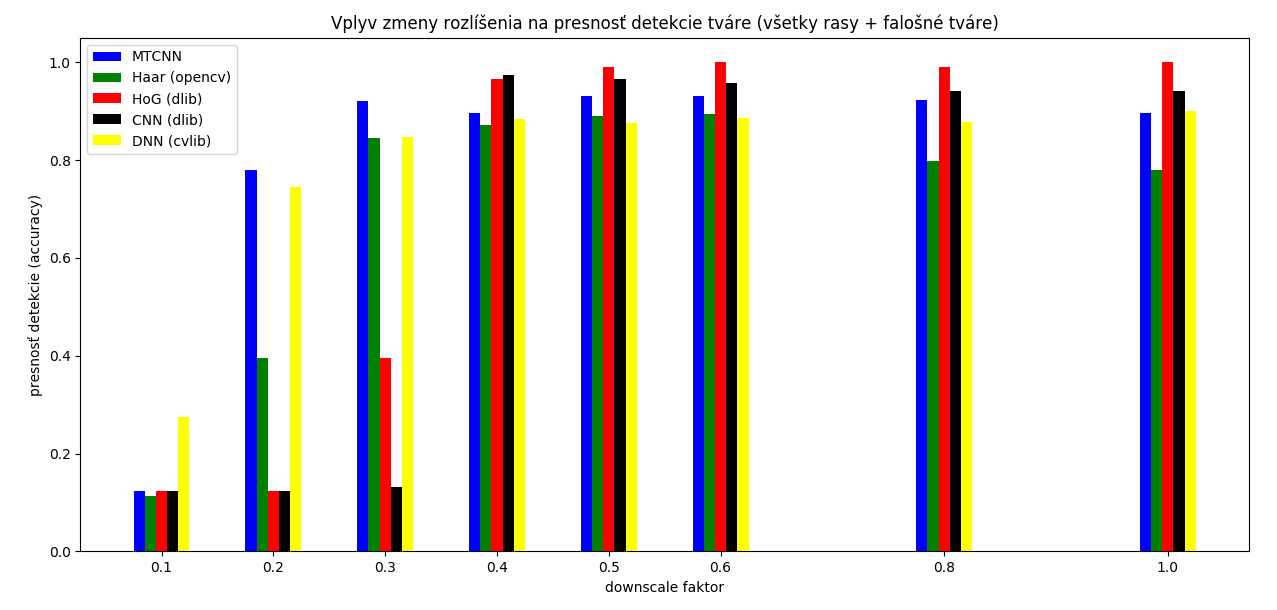 Vplyv zmeny rozlíšenia na presnosť detekcie tváre (všetky rasy + falošné tváre)
MTCNN
Haar (opencv)
HoG (dlib)
CNN (dlib)
DNN (cvlib)
presnosť detekcie (accuracy)
1.0
0.8
0.6
0.4
0.2
0.0
0.1 0.2 0.3 0.4 0.5 0.6 0.8 1.0
downscale faktor